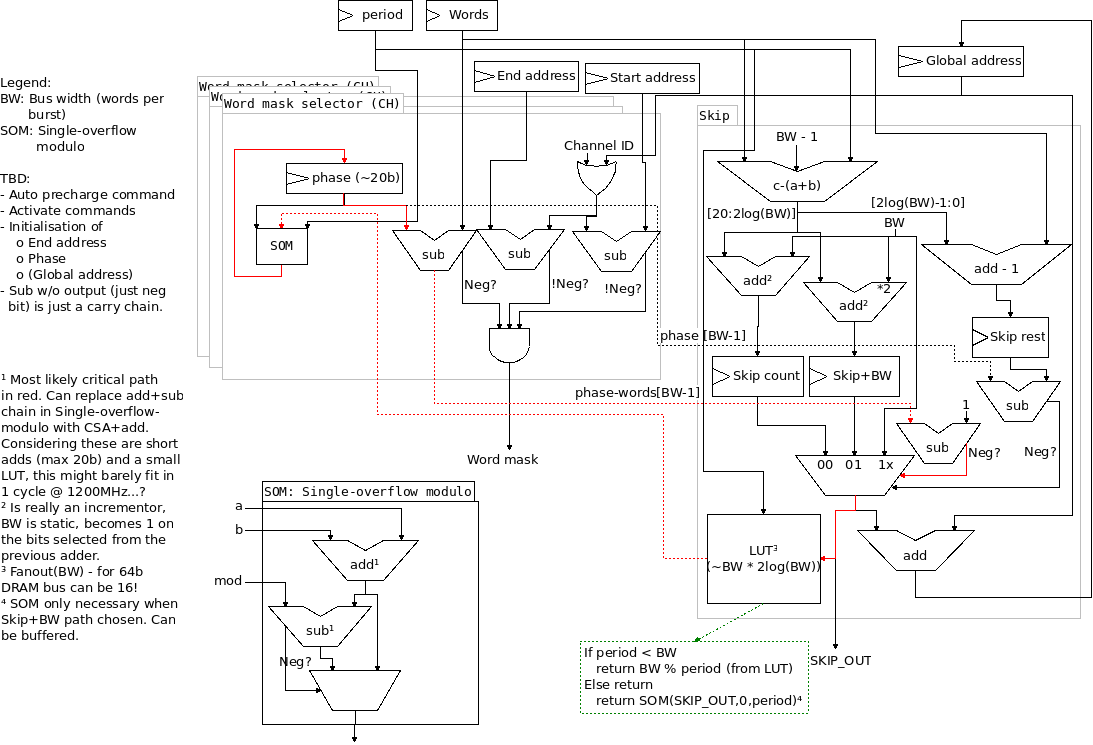 period
Words
End address
Start address
Global address
Legend:
BW: Bus width (words per
burst)
SOM: Single-overflow
modulo
TBD:
- Auto precharge command
- Activate commands
- Initialisation of
o End address
o Phase
o (Global address)
- Sub w/o output (just neg
bit) is just a carry chain.
¹ Most likely critical path
in red. Can replace add+sub
chain in Single-overflow-
modulo with CSA+add.
Considering these are short
adds (max 20b) and a small
LUT, this might barely fit in
1 cycle @ 1200MHz...?
² Is really an incrementor,
BW is static, becomes 1 on
the bits selected from the
previous adder.
³ Fanout(BW) - for 64b
DRAM bus can be 16!
⁴ SOM only necessary when
Skip+BW path chosen. Can
be buffered.
Word mask selector (CH)
Word mask selector (CH)
Channel ID
phase (~20b)
SOM
sub
sub
sub
Neg?
!Neg?
!Neg?
Word mask
phase [BW-1]
phase-words[BW-1]
Skip
BW - 1
c-(a+b)
[20:2log(BW)]
[2log(BW)-1:0]
BW
add²
*2
add²
add - 1
Skip rest
Skip count
Skip+BW
sub
1
sub
Neg?
Neg?
00 01 1x
LUT³
(~BW * 2log(BW))
add
SKIP_OUT
If period < BW
return BW % period (from LUT)
Else return
return SOM(SKIP_OUT,0,period)⁴
SOM: Single-overflow modulo
a
b
add¹
mod
sub¹
Neg?